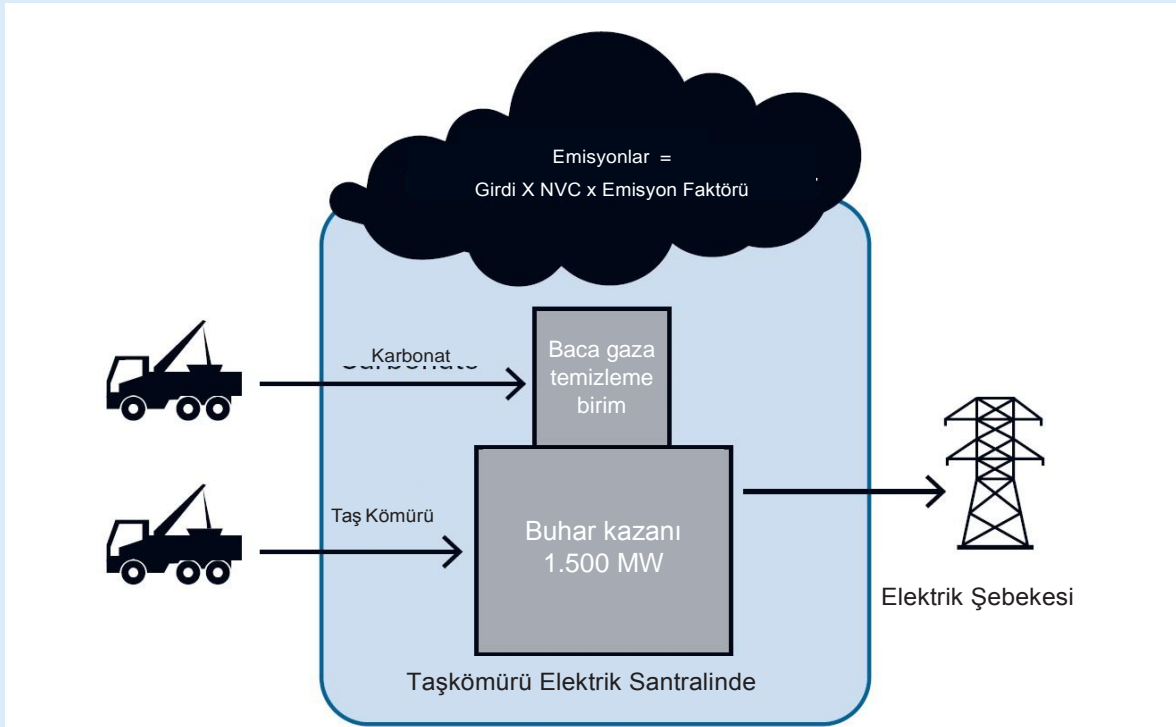 Emisyonlar =
Girdi X NVC x Emisyon Faktörü
Karbonat
Baca gaza
temizleme
birim
Taş Kömürü
Buhar kazanı
1.500 MW
Elektrik Şebekesi
Taşkömürü Elektrik Santralinde